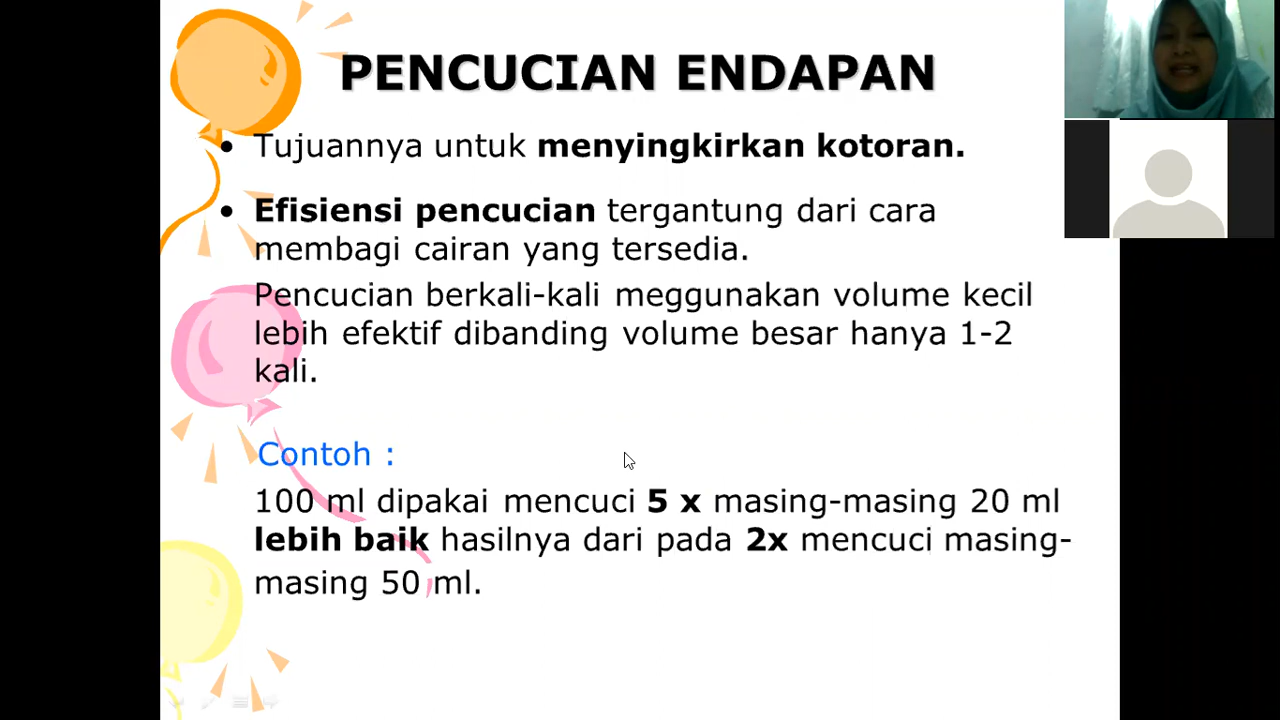 PENCUCIAN ENDAPAN
• Tujuannya untuk menyingkirkan kotoran.
• Efisiensi pencucian tergantung dari cara
membagi cairan yang tersedia.
Pencucian berkali-kali meggunakan volume kecil
lebih efektif dibanding volume besar hanya 1-2
kali.
Contoh :
100 ml dipakai mencuci 5 x masing-masing 20 ml
lebih baik hasilnya dari pada 2x mencuci masing-
masing 50 ml.